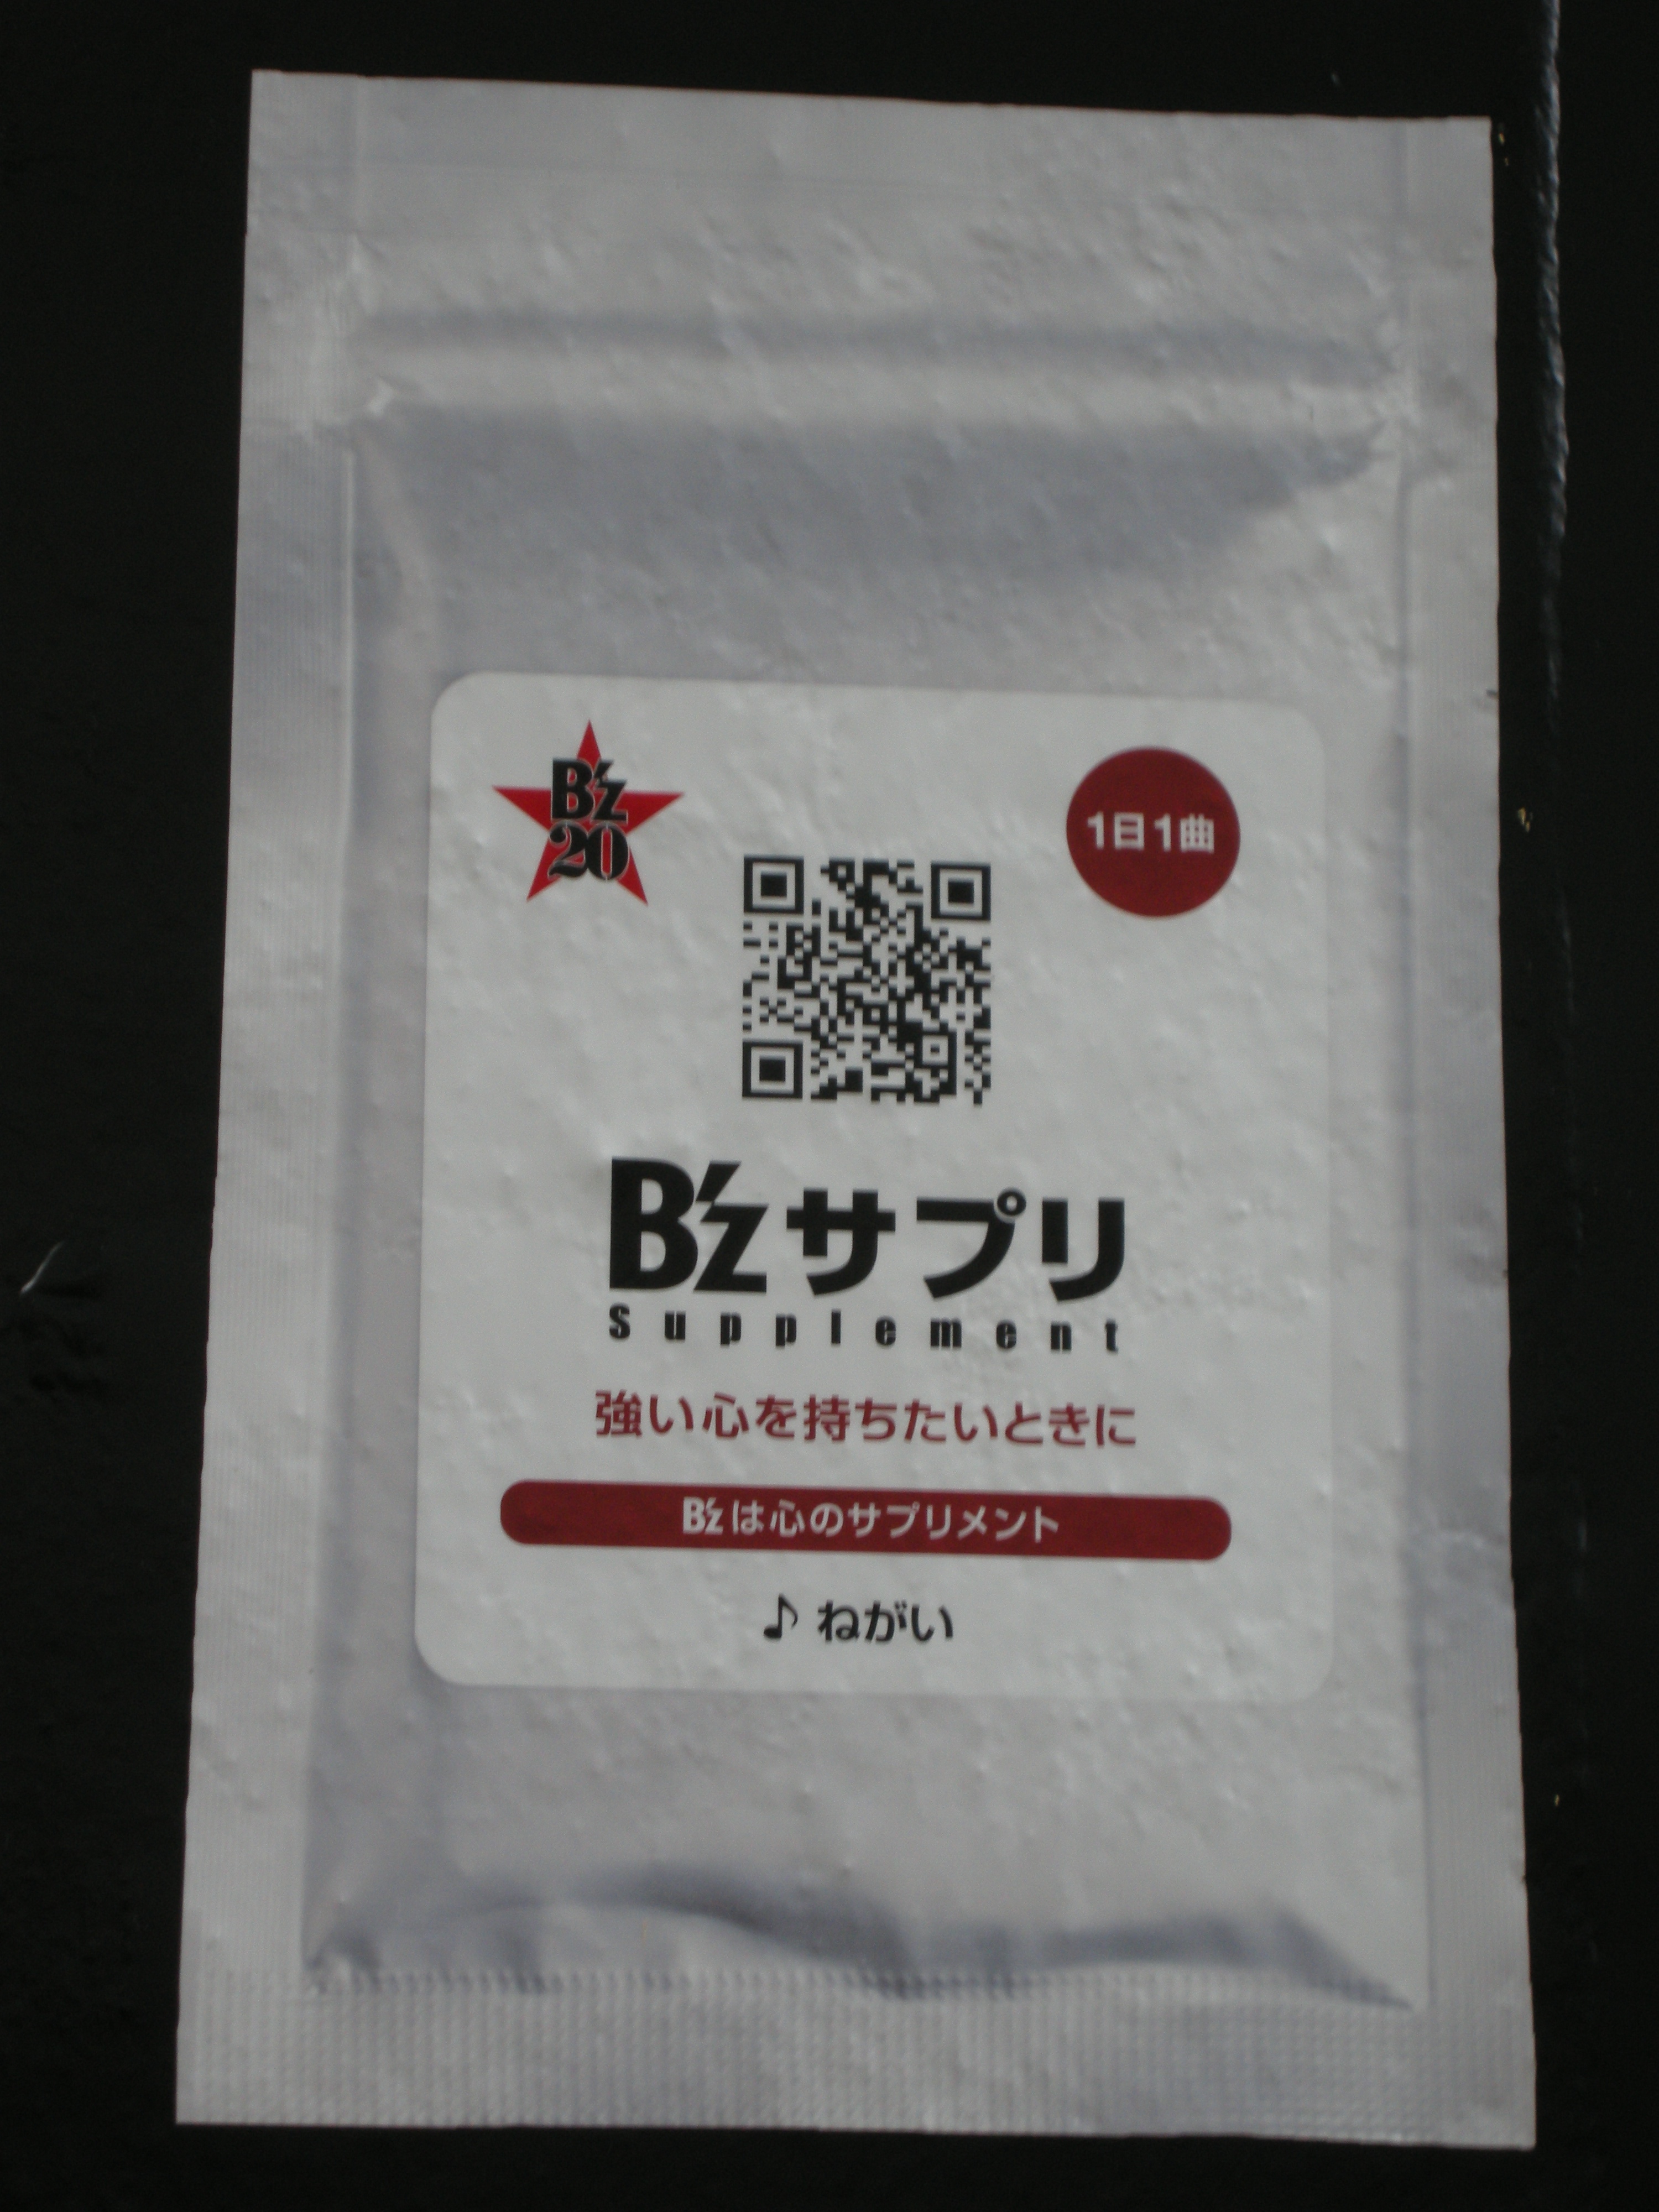 B'z
20
1日1曲
B'zサプリ
Supplement
強い心を持ちたいときに
B'zは心のサプリメント
♪ ねがい